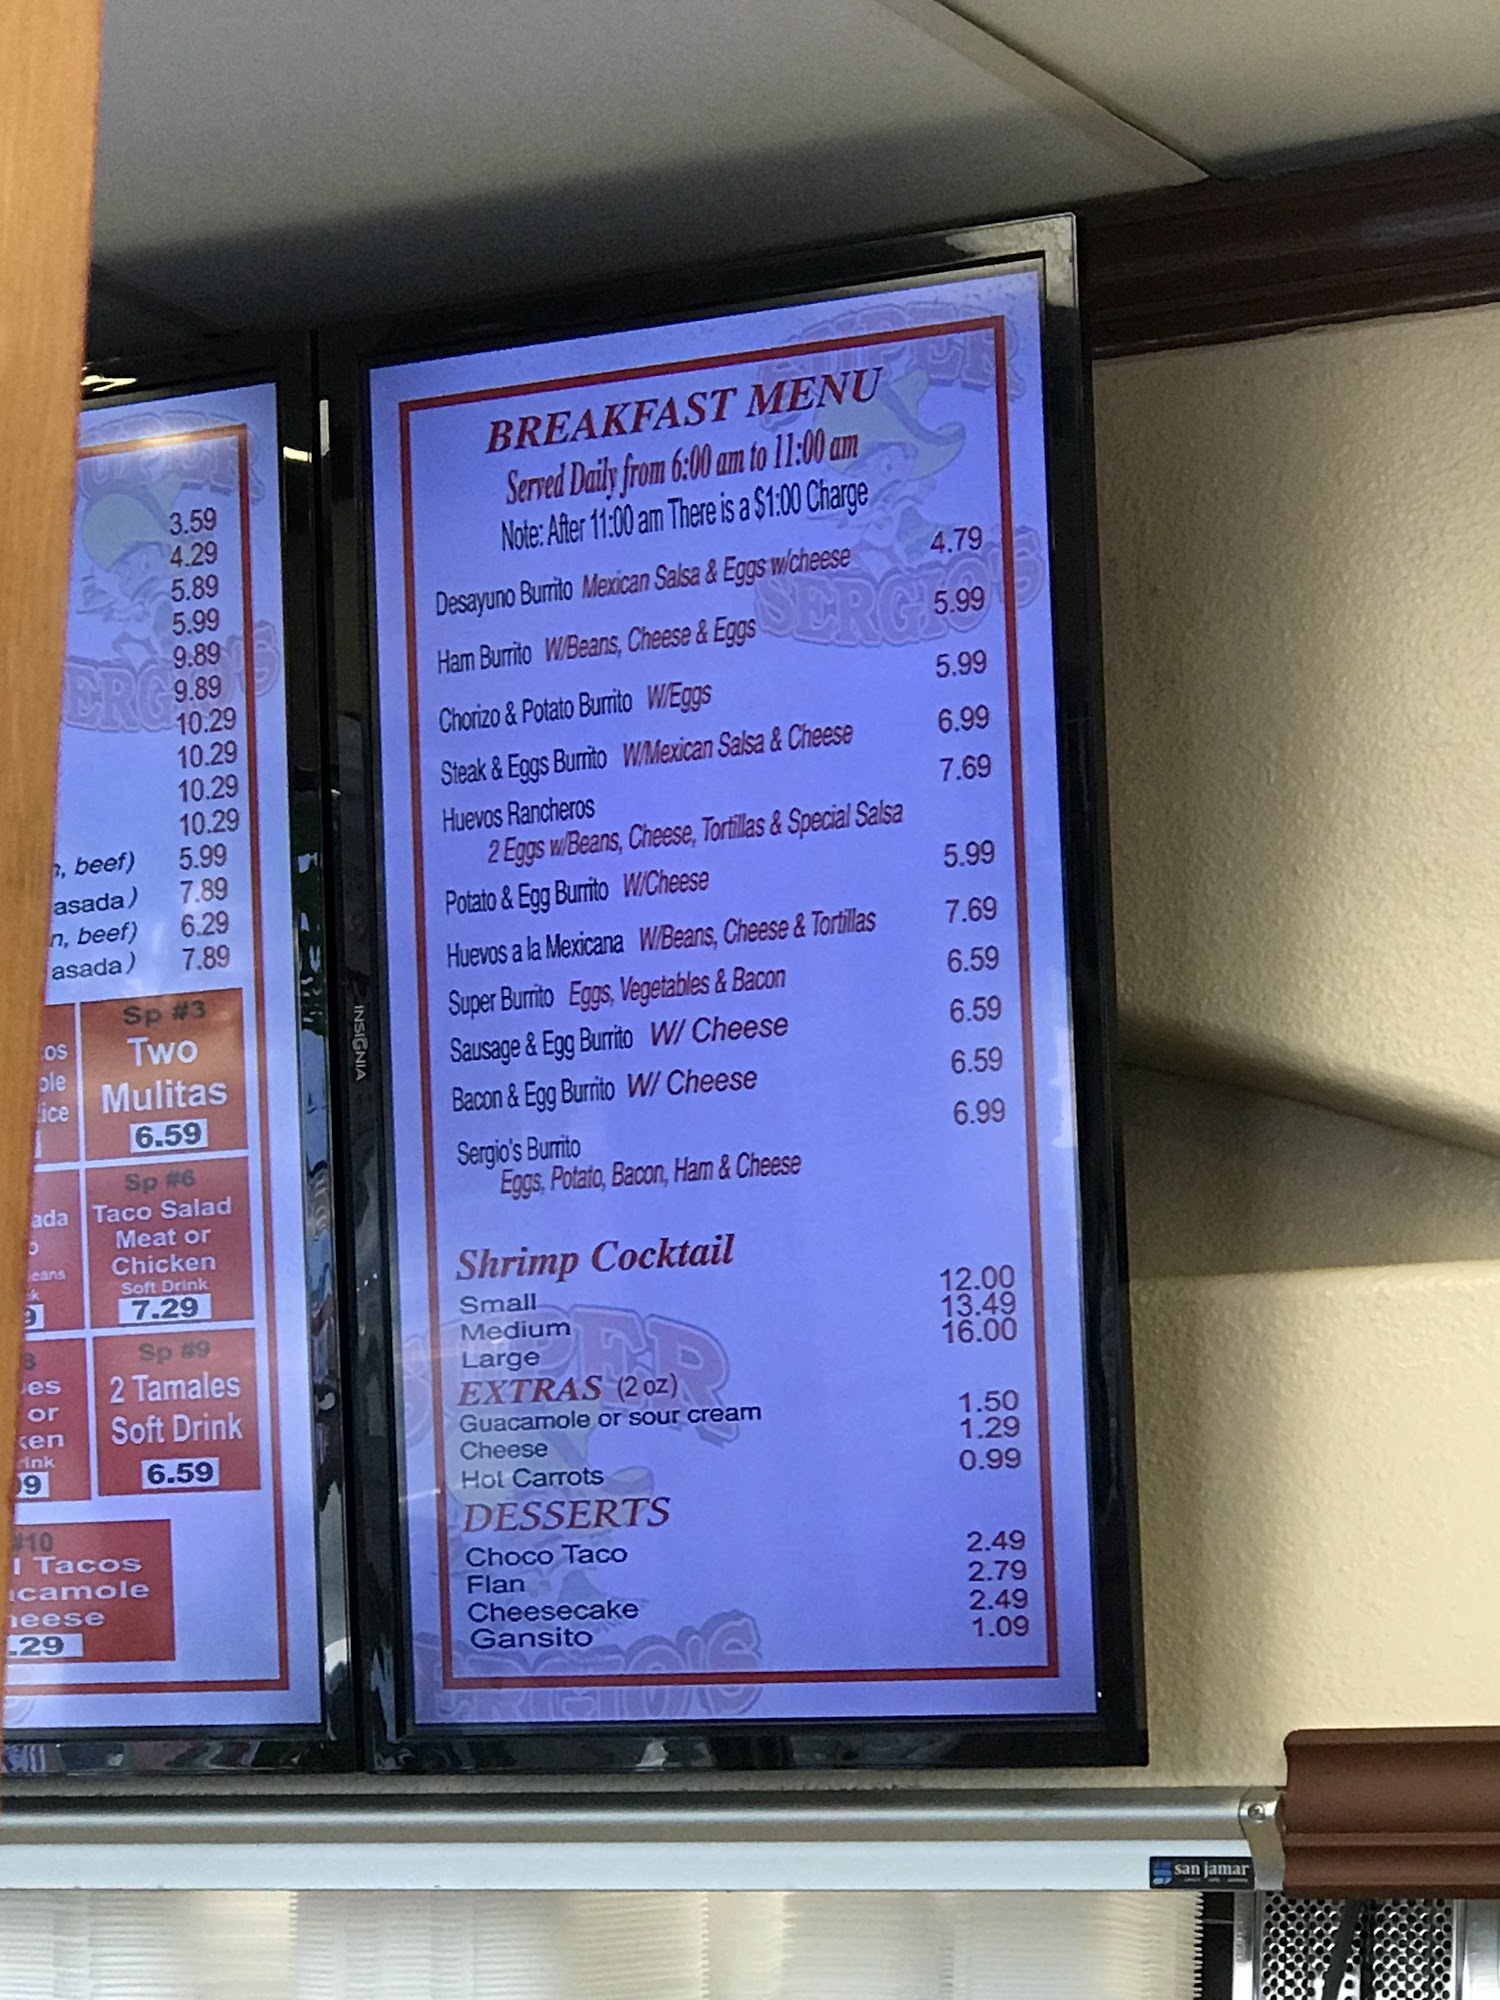 3.59
4.29
5.89
5.99
9.89
9.89
10.29
10.29
10.29
10.29
beef) 5.99
asada) 7.89
beef) 6.29
asada) 7.89
Sp #3
Two
Mulitas
6.59
Sp #6
Taco Salad
Meat or
Chicken
Soft Drink
7.29
or
Sp #9
2 Tamales
Soft Drink
6.59
#10
Tacos
.29
SUPER
SERGIO'S
BREAKFAST MENU
Served Daily from 6:00 am to 11:00 am
Note: After 11:00 am There is a $1:00 Charge
Desayuno Burrito Mexican Salsa & Eggs w/cheese 4.79
Ham Burrito W/Beans, Cheese & Eggs 5.99
Chorizo & Potato Burrito W/Eggs 5.99
Steak & Eggs Burrito W/Mexican Salsa & Cheese 6.99
Huevos Rancheros 7.69
2 Eggs w/Beans, Cheese, Tortillas & Special Salsa
Potato & Egg Burrito W/Cheese 5.99
Huevos a la Mexicana W/Beans, Cheese & Tortillas 7.69
Super Burrito Eggs, Vegetables & Bacon 6.59
Sausage & Egg Burrito W/ Cheese 6.59
Bacon & Egg Burrito W/ Cheese 6.59
Sergio's Burrito 6.99
Eggs, Potato, Bacon, Ham & Cheese
Shrimp Cocktail
Small 12.00
Medium 13.49
Large 16.00
EXTRAS (2 oz)
Guacamole or sour cream 1.50
Cheese 1.29
Hot Carrots 0.99
DESSERTS
Choco Taco 2.49
Flan 2.79
Cheesecake 2.49
Gansito 1.09
INSIGNIA
san jamar